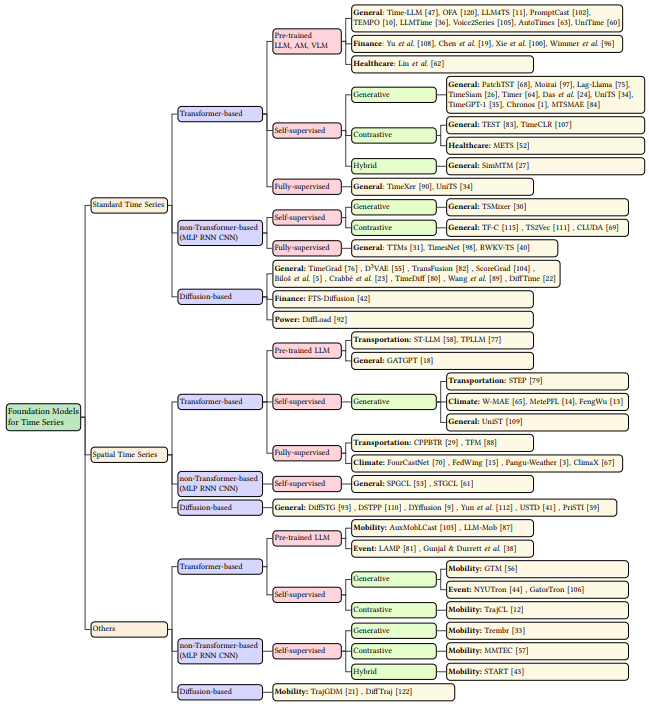 General: Time-LLM [47], OFA [120], LLM4TS [11], PromptCast [102],
TEMPO [10], LLMTime [36], Voice2Series [105], AutoTimes [63], UniTime [60]
Pre-trained
LLM, AM, VLM
Finance: Yu et al. [108], Chen et al. [19], Xie et al. [100], Wimmer et al. [96]
Healthcare: Liu et al. [62]
Transformer-based
Self-supervised
Generative
General: PatchTST [68], Moirai [97], Lag-Llama [75],
TimeSiam [26], Timer [64], Das et al. [24], UniTS [34],
TimeGPT-1 [35], Chronos [1], MTSMAE [84]
Contrastive
General: TEST [83], TimeCLR [107]
Healthcare: METS [52]
Hybrid
General: SimMTM [27]
Fully-supervised
General: TimeXer [90], UniTS [34]
Standard Time Series
non-Transformer-based
(MLP RNN CNN)
Self-supervised
Generative
General: TSMixer [30]
Contrastive
General: TF-C [115] , TS2Vec [111] , CLUDA [69]
Fully-supervised
General: TTMs [31], TimesNet [98], RWKV-TS [40]
Diffusion-based
General: TimeGrad [76] , D³VAE [55] , TransFusion [82] , ScoreGrad [104] ,
Biloš et al. [5] , Crabbé et al. [23] , TimeDiff [80] , Wang et al. [89] , DiffTime [22]
Finance: FTS-Diffusion [42]
Power: DiffLoad [92]
Foundation Models
for Time Series
Spatial Time Series
Transformer-based
Pre-trained LLM
Transportation: ST-LLM [58], TPLLM [77]
General: GATGPT [18]
Self-supervised
Generative
Transportation: STEP [79]
Climate: W-MAE [65], MetePFL [14], FengWu [13]
General: UniST [109]
Fully-supervised
Transportation: CPPBTR [29] , TFM [88]
Climate: FourCastNet [70] , FedWing [15] , Pangu-Weather [3], ClimaX [67]
non-Transformer-based
(MLP RNN CNN)
Self-supervised
General: SPGCL [53] , STGCL [61]
Diffusion-based
General: DiffSTG [93] , DSTPP [110] , DYffusion [9] , Yun et al. [112] , USTD [41] , PriSTI [59]
Others
Transformer-based
Pre-trained LLM
Mobility: AuxMobLCast [103] , LLM-Mob [87]
Event: LAMP [81] , Gunjal & Durrett et al. [38]
Self-supervised
Generative
Mobility: GTM [56]
Event: NYUTron [44] , GatorTron [106]
Contrastive
Mobility: TrajCL [12]
non-Transformer-based
(MLP RNN CNN)
Self-supervised
Generative
Mobility: Trembr [33]
Contrastive
Mobility: MMTEC [57]
Hybrid
Mobility: START [43]
Diffusion-based
Mobility: TrajGDM [21] , DiffTraj [122]